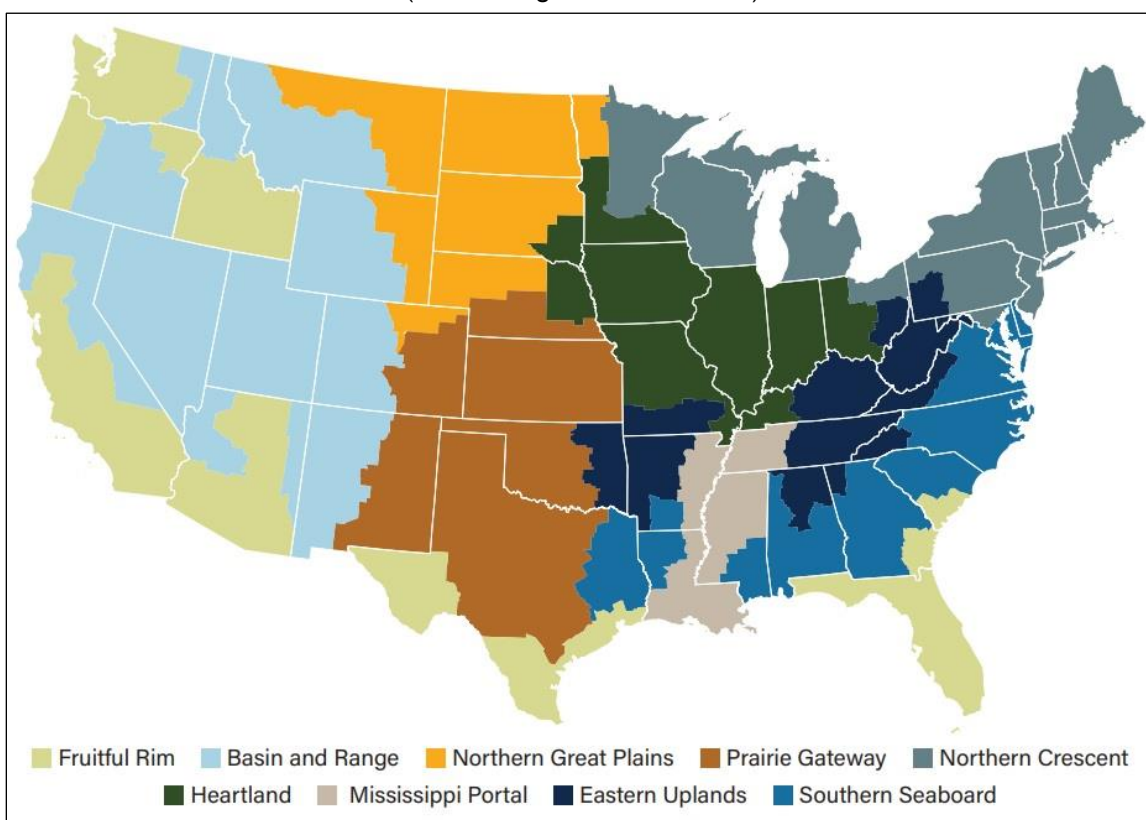 Fruitful Rim Basin and Range Northern Great Plains Prairie Gateway Northern Crescent
Heartland Mississippi Portal Eastern Uplands Southern Seaboard